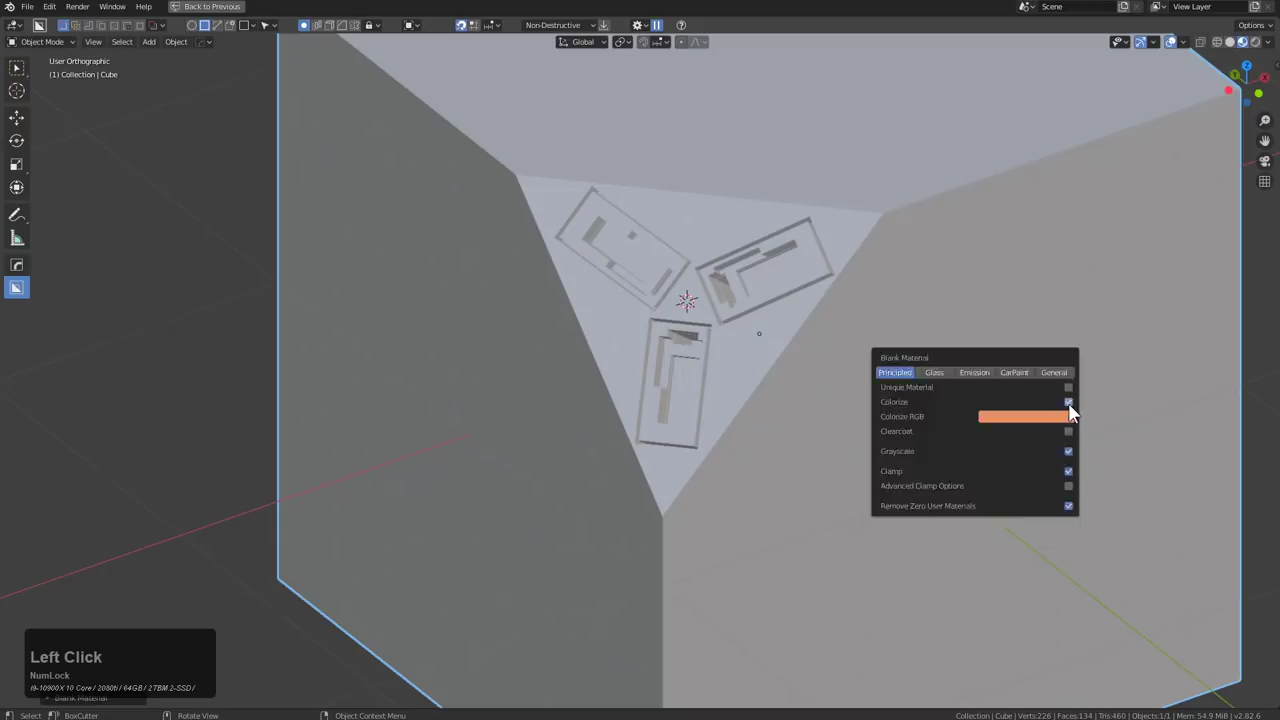 File Edit Render Window Help Back to Previous Scene View Layer
Non-Destructive Options
Object Mode View Select Add Object Global
User Orthographic
(1) Collection | Cube
Z
Y
X
Blank Material
Principled Glass Emission CarPaint General
Unique Material
Colorize
Colorize RGB
Clearcoat
Grayscale
Clamp
Advanced Clamp Options
Remove Zero User Materials
Left Click
NumLock
i9-10900X 10 Core / 2080ti / 64GB / 2TBM.2-SSD /
Blank Material
Select BoxCutter Rotate View Object Context Menu Collection | Cube | Verts:226 | Faces:134 | Tris:460 | Objects:1/1 | Mem: 54.9 MiB | v2.82.6